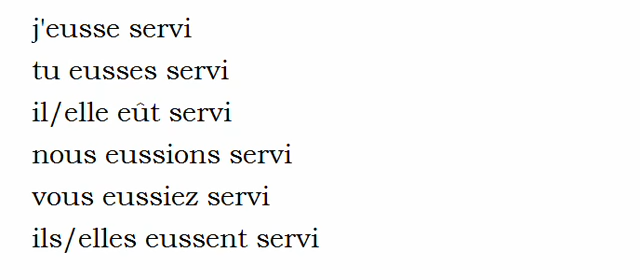 j'eusse servi
tu eusses servi
il/elle eût servi
nous eussions servi
vous eussiez servi
ils/elles eussent servi